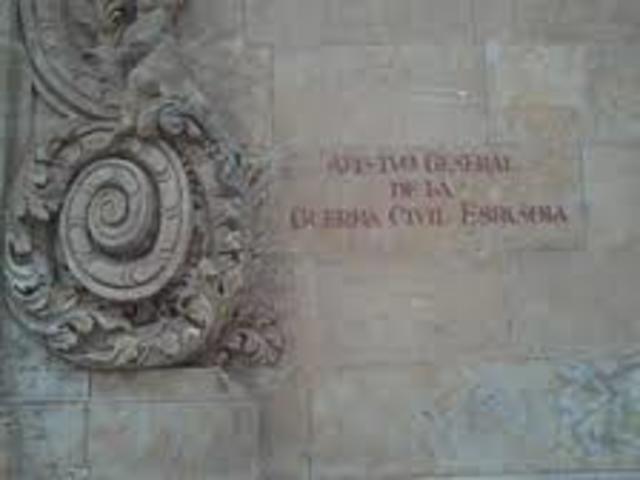 Archivo General
de la
Guerra Civil Española